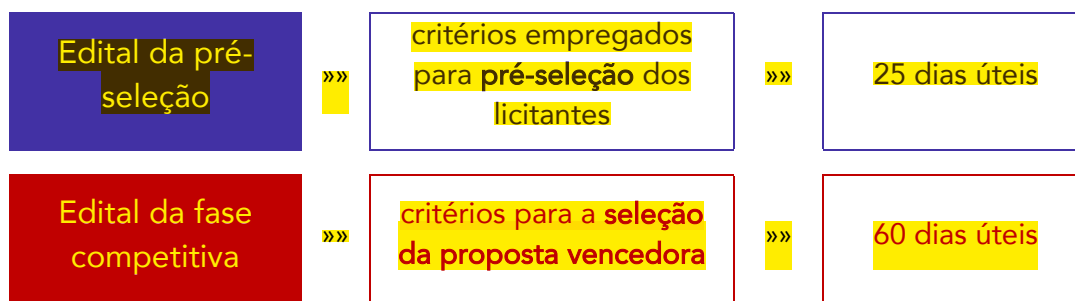 Edital da pré-
seleção
»»
critérios empregados
para pré-seleção dos
licitantes
»»
25 dias úteis
Edital da fase
competitiva
»»
critérios para a seleção
da proposta vencedora
»»
60 dias úteis